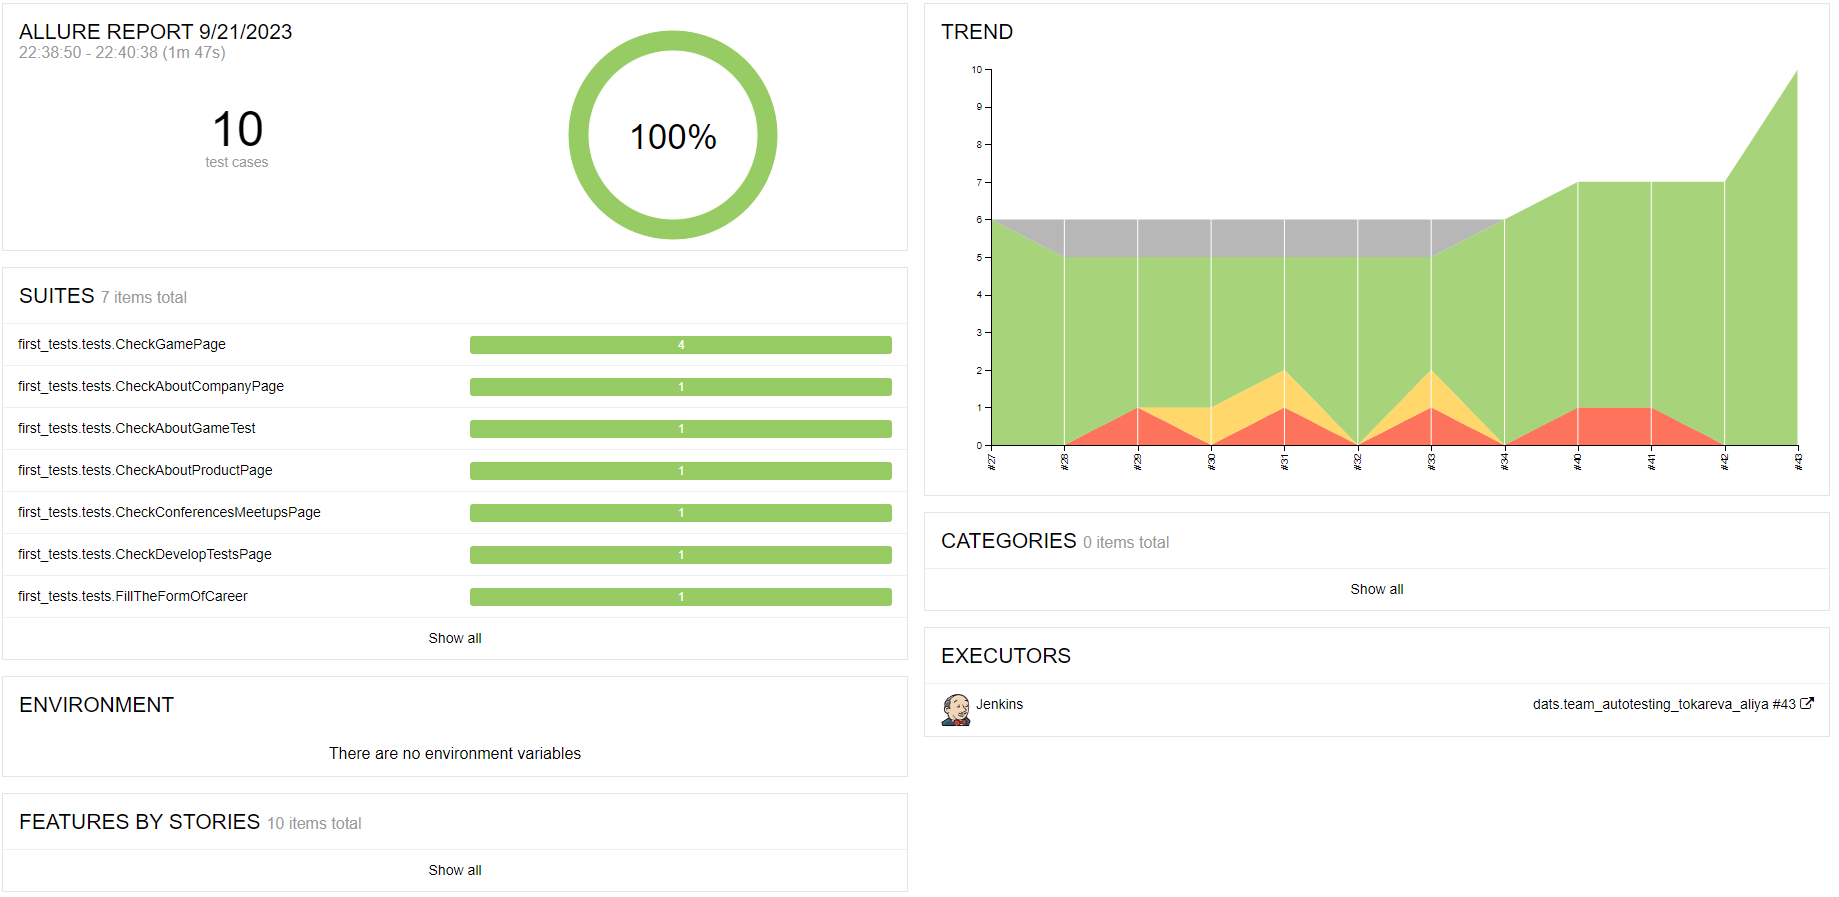 ALLURE REPORT 9/21/2023
22:38:50 - 22:40:38 (1m 47s)
10
test cases
100%
SUITES 7 items total
first_tests.tests.CheckGamePage 4
first_tests.tests.CheckAboutCompanyPage 1
first_tests.tests.CheckAboutGameTest 1
first_tests.tests.CheckAboutProductPage 1
first_tests.tests.CheckConferencesMeetupsPage 1
first_tests.tests.CheckDevelopTestsPage 1
first_tests.tests.FillTheFormOfCareer 1
Show all
ENVIRONMENT
There are no environment variables
FEATURES BY STORIES 10 items total
Show all
TREND
10
9
8
7
6
5
4
3
2
1
0
#27 #28 #29 #30 #31 #32 #33 #34 #40 #41 #42 #43
CATEGORIES 0 items total
Show all
EXECUTORS
Jenkins dats.team_autotesting_tokareva_aliya #43